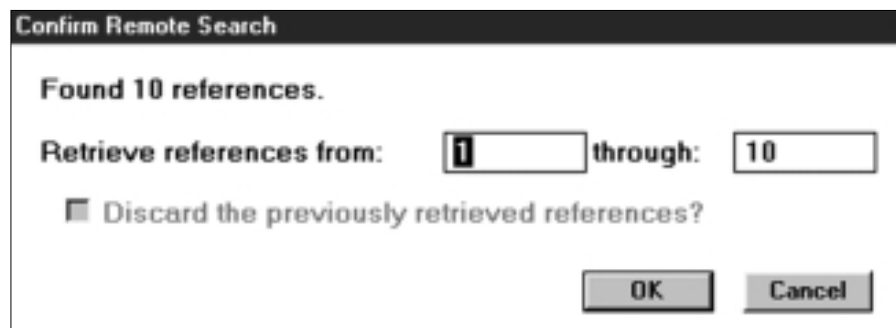 Confirm Remote Search
Found 10 references.
Retrieve references from: 1 through: 10
Discard the previously retrieved references?
OK Cancel